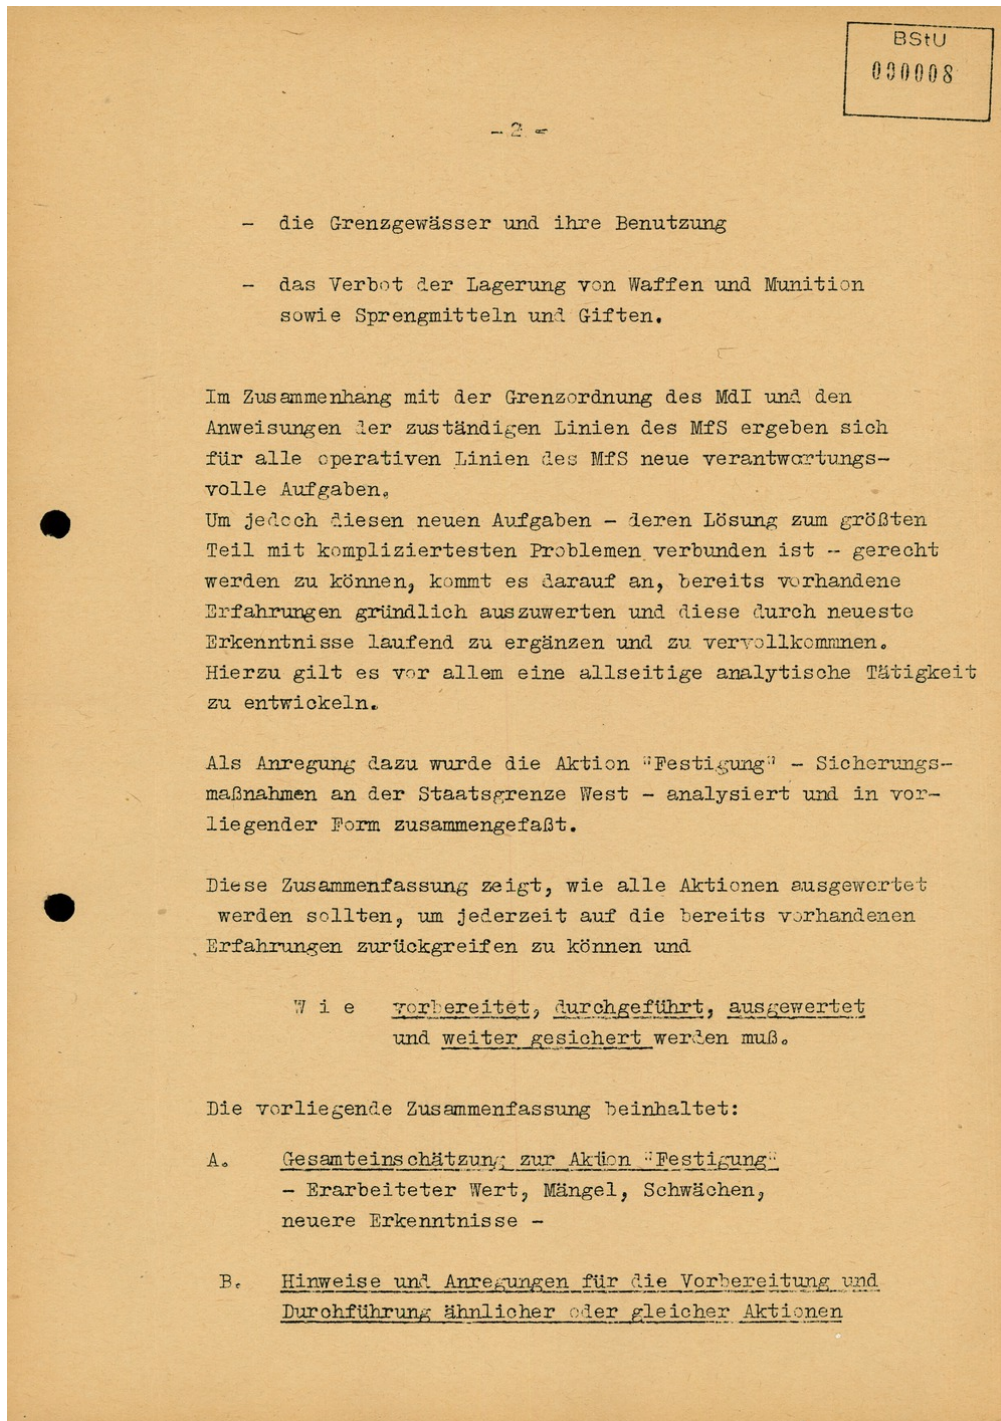 BStU
000008
- 2 -
- die Grenzgewässer und ihre Benutzung
- das Verbot der Lagerung von Waffen und Munition
sowie Sprengmitteln und Giften.
Im Zusammenhang mit der Grenzordnung des MdI und den
Anweisungen der zuständigen Linien des MfS ergeben sich
für alle operativen Linien des MfS neue verantwortungs-
volle Aufgaben.
Um jedoch diesen neuen Aufgaben - deren Lösung zum größten
Teil mit kompliziertesten Problemen verbunden ist - gerecht
werden zu können, kommt es darauf an, bereits vorhandene
Erfahrungen gründlich auszuwerten und diese durch neueste
Erkenntnisse laufend zu ergänzen und zu vervollkommnen.
Hierzu gilt es vor allem eine allseitige analytische Tätigkeit
zu entwickeln.
Als Anregung dazu wurde die Aktion "Festigung" - Sicherungs-
maßnahmen an der Staatsgrenze West - analysiert und in vor-
liegender Form zusammengefaßt.
Diese Zusammenfassung zeigt, wie alle Aktionen ausgewertet
werden sollten, um jederzeit auf die bereits vorhandenen
Erfahrungen zurückgreifen zu können und
W i e vorbereitet, durchgeführt, ausgewertet
und weiter gesichert werden muß.
Die vorliegende Zusammenfassung beinhaltet:
A. Gesamteinschätzung zur Aktion "Festigung"
- Erarbeiteter Wert, Mängel, Schwächen,
neuere Erkenntnisse -
B. Hinweise und Anregungen für die Vorbereitung und
Durchführung ähnlicher oder gleicher Aktionen